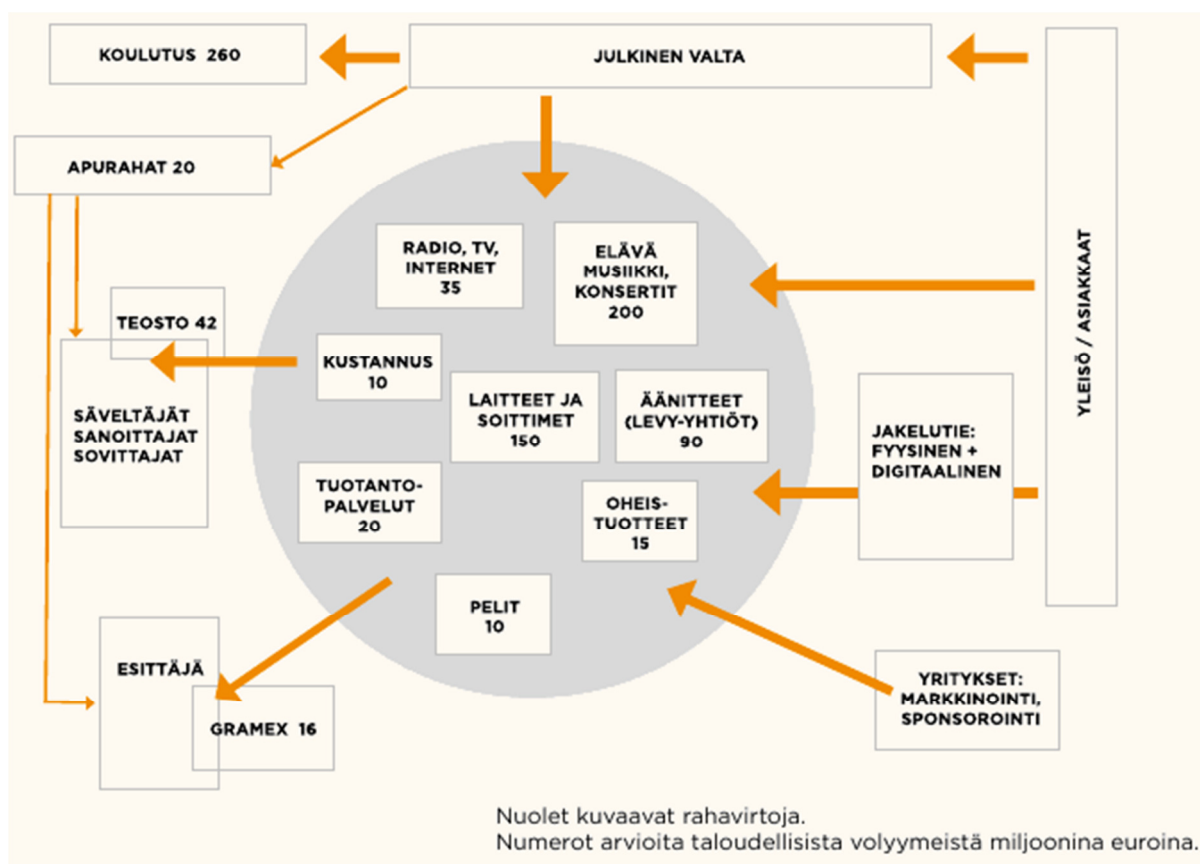 KOULUTUS 260
JULKINEN VALTA
APURAHAT 20
YLEISÖ / ASIAKKAAT
RADIO, TV,
INTERNET
35
ELÄVÄ
MUSIIKKI,
KONSERTIT
200
TEOSTO 42
KUSTANNUS
10
SÄVELTÄJÄT
SANOITTAJAT
SOVITTAJAT
LAITTEET JA
SOITTIMET
150
ÄÄNITTEET
(LEVY-YHTIÖT)
90
JAKELUTIE:
FYYSINEN +
DIGITAALINEN
TUOTANTO-
PALVELUT
20
OHEIS-
TUOTTEET
15
PELIT
10
ESITTÄJÄ
GRAMEX 16
YRITYKSET:
MARKKINOINTI,
SPONSOROINTI
Nuolet kuvaavat rahavirtoja.
Numerot arvioita taloudellisista volyymeistä miljoonina euroina.